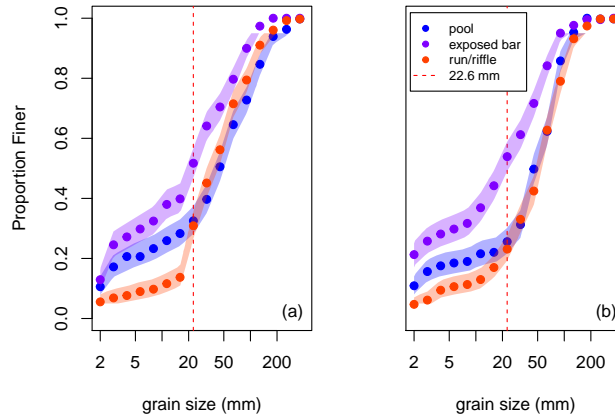 Proportion Finer
1.0
0.8
0.6
0.4
0.2
0.0
(a)
2 5 20 50 200
grain size (mm)
pool
exposed bar
run/riffle
22.6 mm
(b)
2 5 20 50 200
grain size (mm)